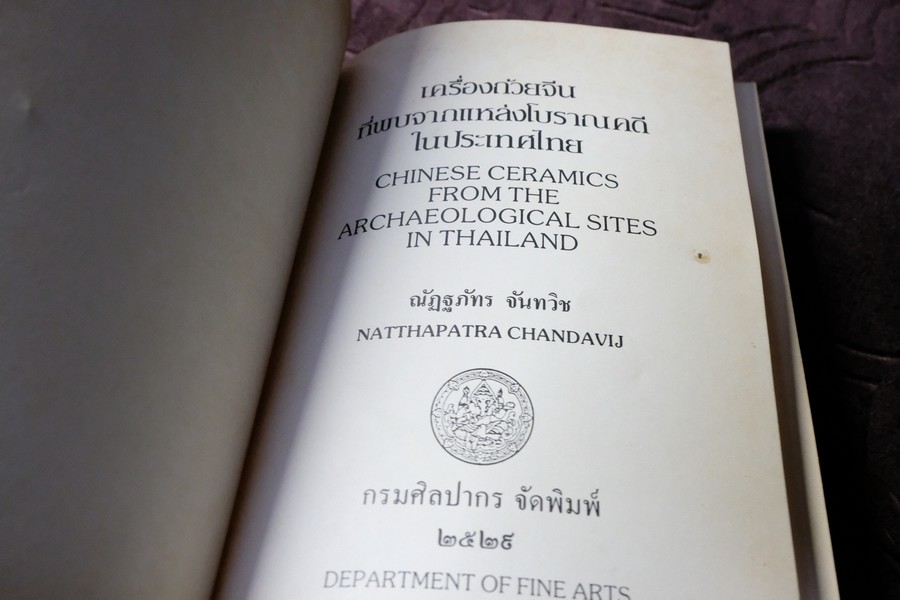 เครื่องถ้วยจีน
ที่พบจากแหล่งโบราณคดี
ในประเทศไทย
CHINESE CERAMICS
FROM THE
ARCHAEOLOGICAL SITES
IN THAILAND
ณัฏฐภัทร จันทวิช
NATTHAPATRA CHANDAVIJ
กรมศิลปากร จัดพิมพ์
๒๕๒๙
DEPARTMENT OF FINE ARTS